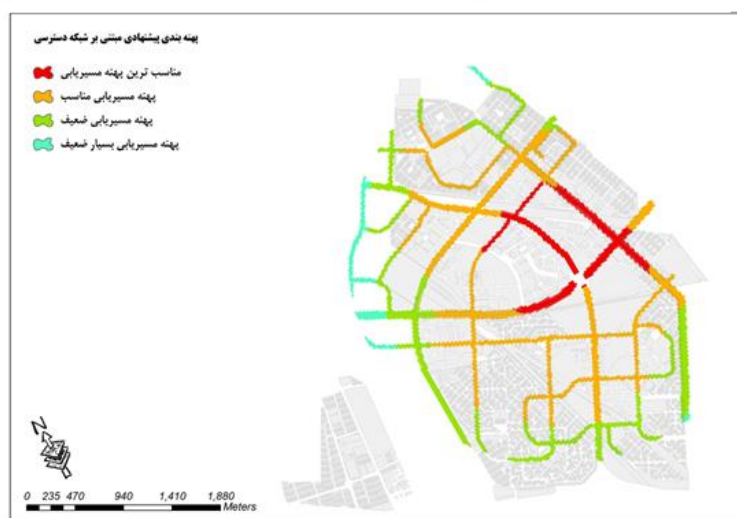 پهنه بندی پیشنهادی مبتنی بر شبکه دسترسی
مناسب ترین پهنه مسیریابی
پهنه مسیریابی مناسب
پهنه مسیریابی ضعیف
پهنه مسیریابی بسیار ضعیف
N
0 235 470 940 1,410 1,880
Meters